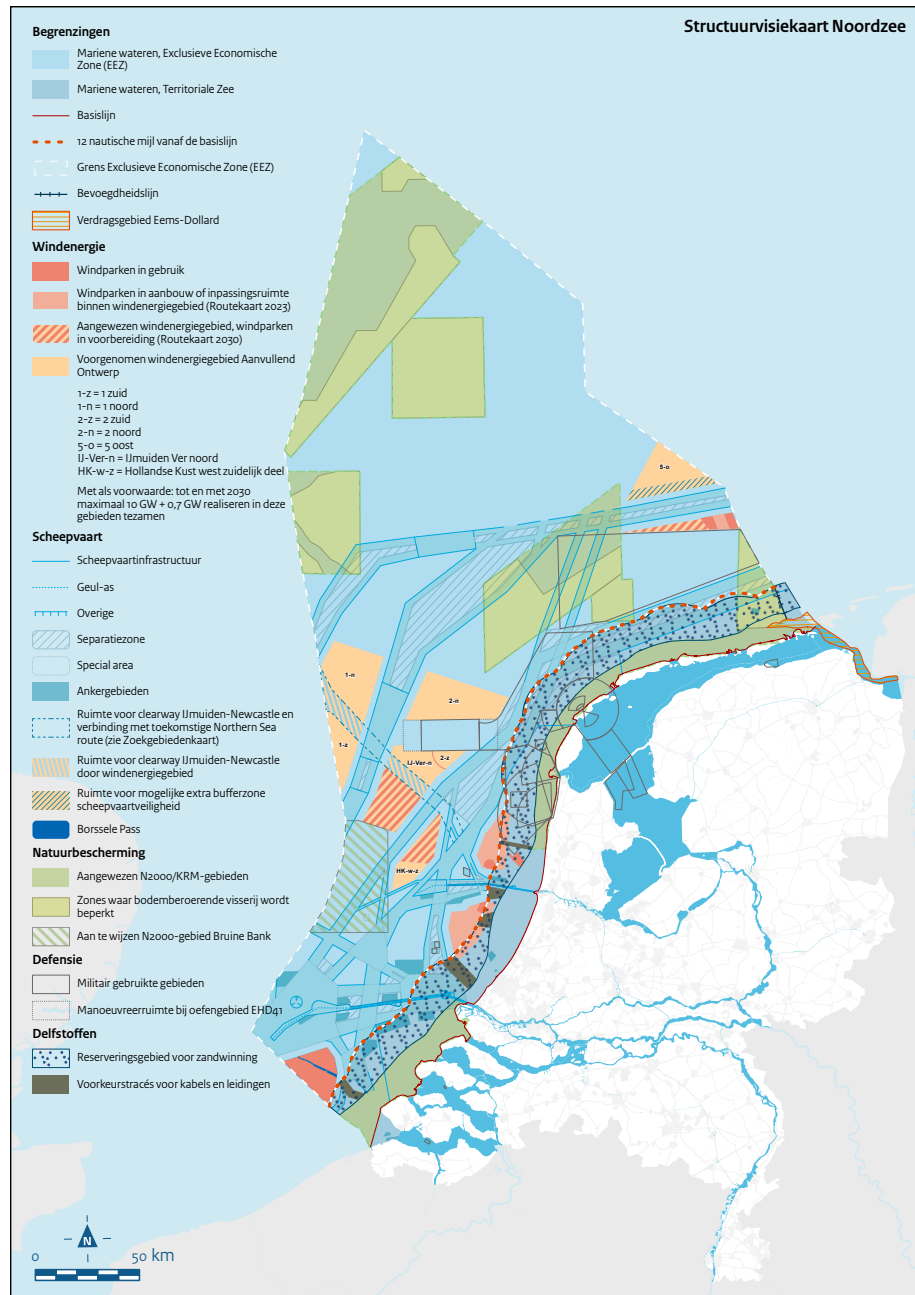 Structuurvisiekaart Noordzee
Begrenzingen
Mariene wateren, Exclusieve Economische
Zone (EEZ)
Mariene wateren, Territoriale Zee
Basislijn
12 nautische mijl vanaf de basislijn
Grens Exclusieve Economische Zone (EEZ)
Bevoegdheidslijn
Verdragsgebied Eems-Dollard
Windenergie
Windparken in gebruik
Windparken in aanbouw of inpassingsruimte
binnen windenergiegebied (Routekaart 2023)
Aangewezen windenergiegebied, windparken
in voorbereiding (Routekaart 2030)
Voorgenomen windenergiegebied Aanvullend
Ontwerp
1-z = 1 zuid
1-n = 1 noord
2-z = 2 zuid
2-n = 2 noord
5-o = 5 oost
IJ-Ver-n = IJmuiden Ver noord
HK-w-z = Hollandse Kust west zuidelijk deel
Met als voorwaarde: tot en met 2030
maximaal 10 GW + 0,7 GW realiseren in deze
gebieden tezamen
Scheepvaart
Scheepvaartinfrastructuur
Geul-as
Overige
Separatiezone
Special area
Ankergebieden
Ruimte voor clearway IJmuiden-Newcastle en
verbinding met toekomstige Northern Sea
route (zie Zoekgebiedenkaart)
Ruimte voor clearway IJmuiden-Newcastle
door windenergiegebied
Ruimte voor mogelijke extra bufferzone
scheepvaartveiligheid
Borssele Pass
Natuurbescherming
Aangewezen N2000/KRM-gebieden
Zones waar bodemberoerende visserij wordt
beperkt
Aan te wijzen N2000-gebied Bruine Bank
Defensie
Militair gebruikte gebieden
Manoeuvreerruimte bij oefengebied EHD41
Delfstoffen
Reserveringsgebied voor zandwinning
Voorkeurstracés voor kabels en leidingen
5-o
1-n
2-n
1-z
IJ-Ver-n
2-z
HK-w-z
N
0 50 km